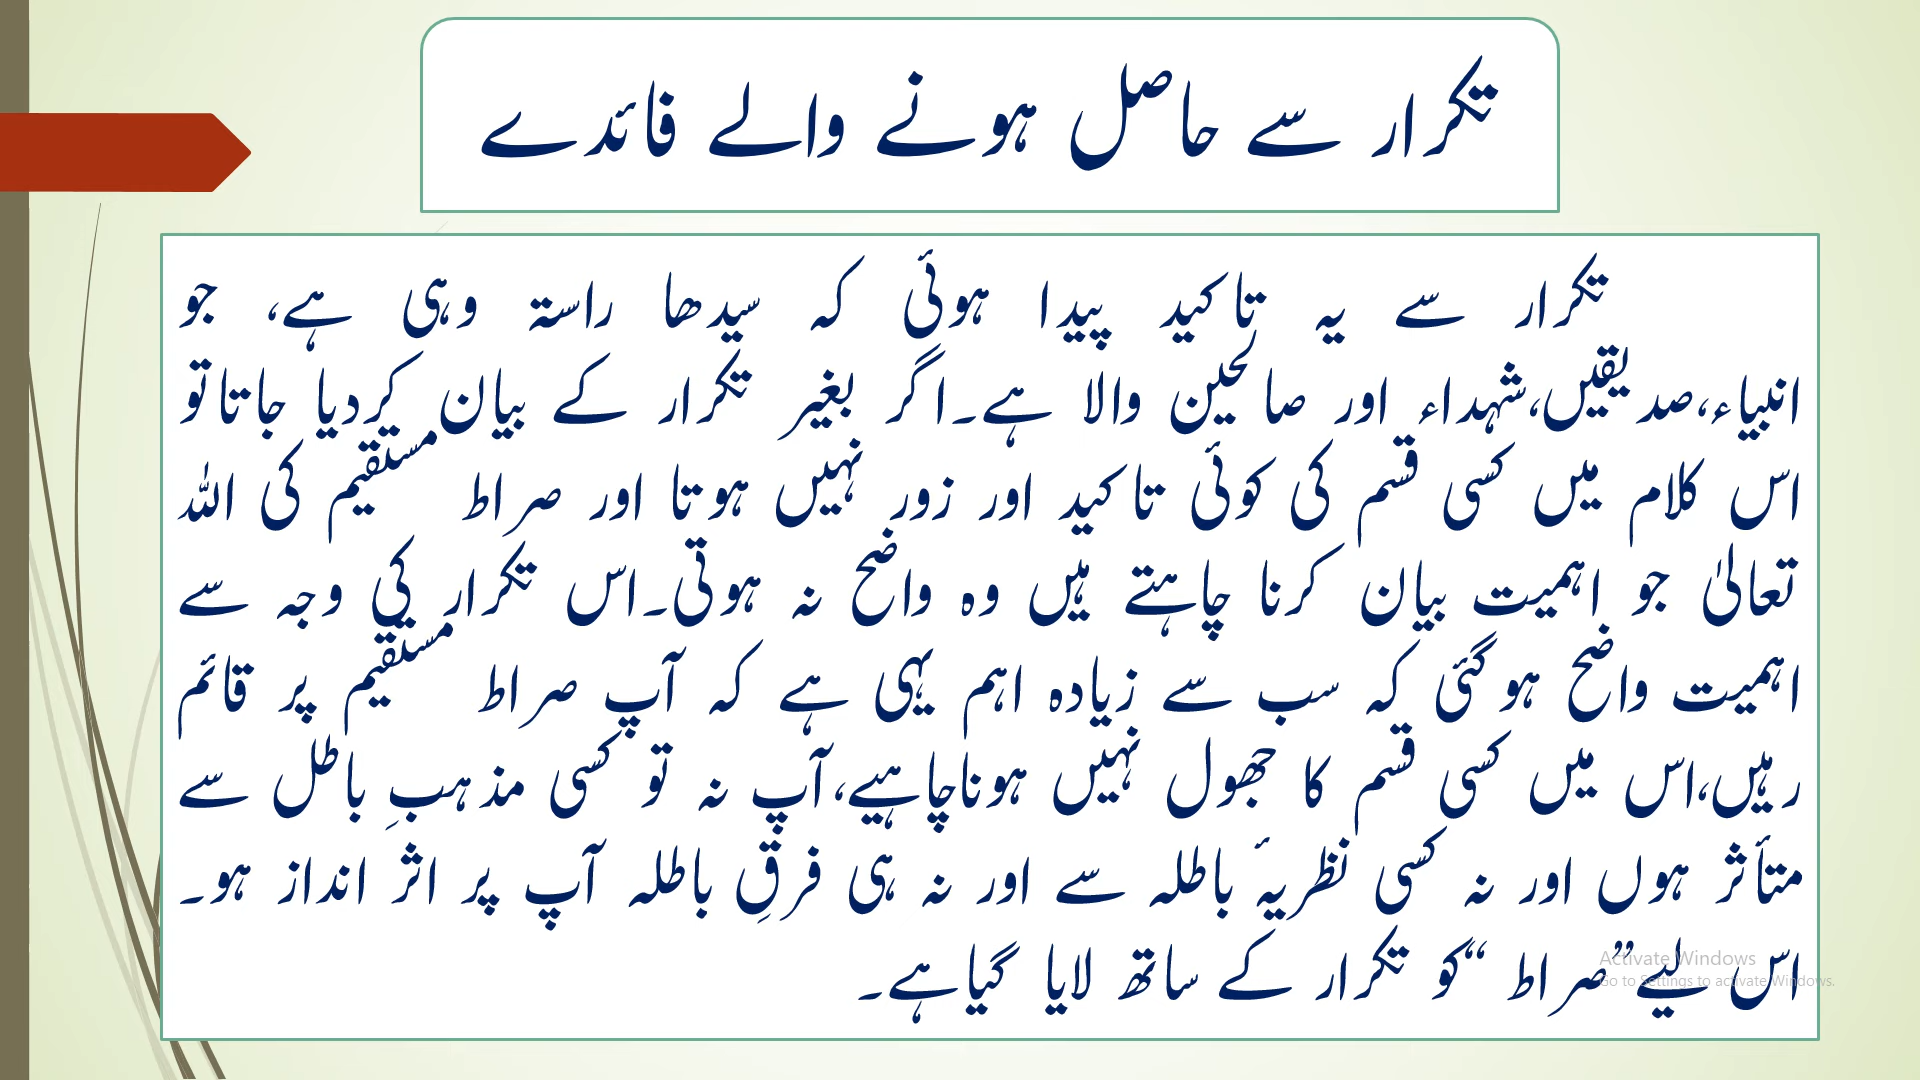 تکرار سے حاصل ہونے والے فائدے
تکرار سے یہ تاکید پیدا ہوئی کہ سیدھا راستۃ وہی ہے، جو
انبیاء،صدیقیں،شہداء اور صالحین والا ہے۔اگر بغیر تکرار کے بیان کردیا جاتاتو
اس کلام میں کسی قسم کی کوئی تاکید اور زور نہیں ہوتا اور صراط مستقیم کی اللہ
تعالیٰ جو اہمیت بیان کرنا چاہتے ہیں وہ واضح نہ ہوتی۔اس تکرار کی وجہ سے
اہمیت واضح ہوگئی کہ سب سے زیادہ اہم یہی ہے کہ آپ صراط مستقیم پر قائم
رہیں،اس میں کسی قسم کا جھول نہیں ہوناچاہیے،آپ نہ تو کسی مذہبِ باطل سے
متأثر ہوں اور نہ کسی نظریۂ باطلہ سے اور نہ ہی فرقِ باطلہ آپ پر اثر انداز ہو۔
اس لیے”صراط “کو تکرار کے ساتھ لایا گیاہے۔
Activate Windows
Go to Settings to activate Windows.